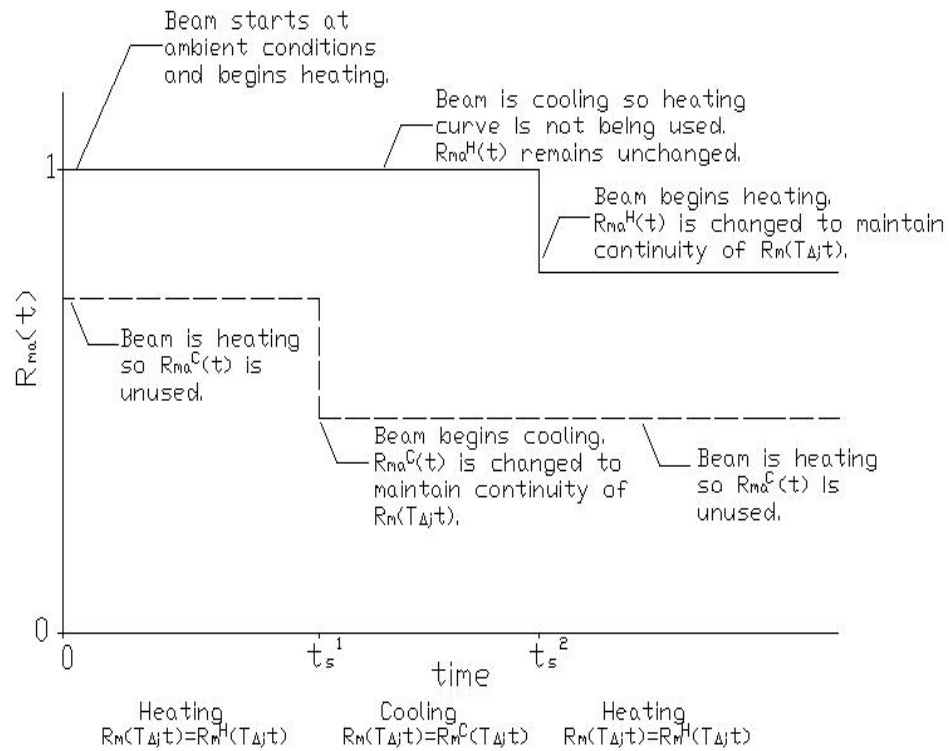 Beam starts at
ambient conditions
and begins heating.
Beam is cooling so heating
curve is not being used.
Rmaᴴ(t) remains unchanged.
1
Beam begins heating.
Rmaᴴ(t) is changed to maintain
continuity of Rm(TΔ,t).
Rma(t)
Beam is heating
so Rmaᶜ(t) is
unused.
Beam begins cooling.
Rmaᶜ(t) is changed to
maintain continuity of
Rm(TΔ,t).
Beam is heating
so Rmaᶜ(t) is
unused.
0
0
tₛ¹
tₛ²
time
Heating
Rm(TΔ,t)=Rmᴴ(TΔ,t)
Cooling
Rm(TΔ,t)=Rmᶜ(TΔ,t)
Heating
Rm(TΔ,t)=Rmᴴ(TΔ,t)